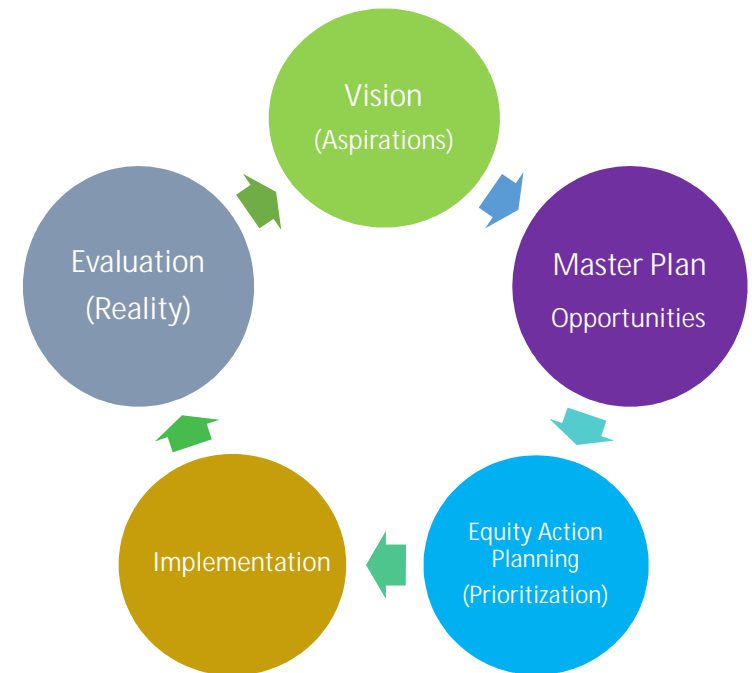 Vision
(Aspirations)
Master Plan
Opportunities
Equity Action
Planning
(Prioritization)
Implementation
Evaluation
(Reality)